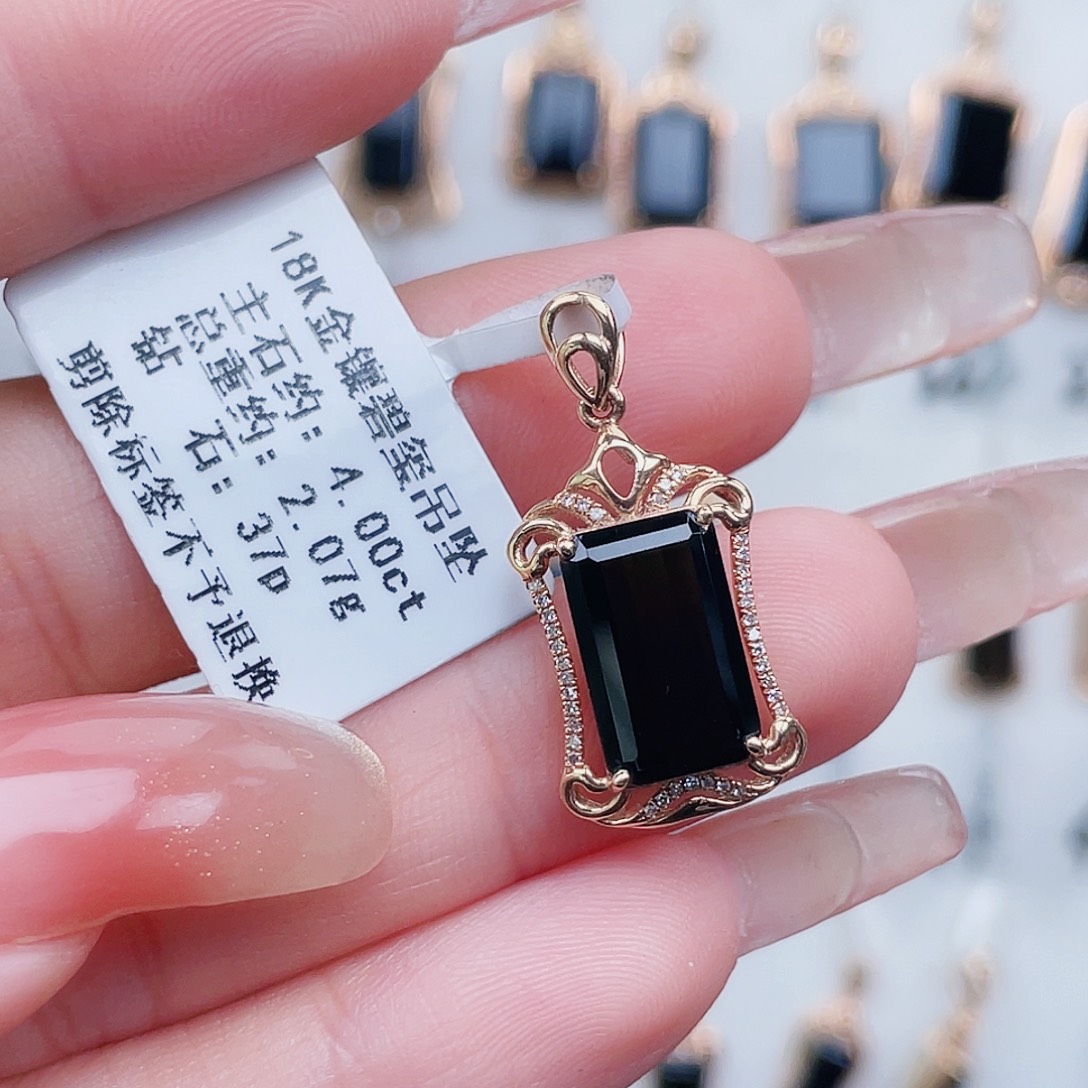 18K金镶碧玺吊坠
主石约: 4.00ct
总重约: 2.07g
钻 石: 37p
剪除标签不予退换